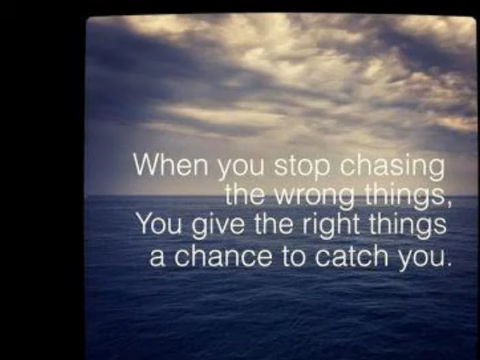 When you stop chasing
the wrong things,
You give the right things
a chance to catch you.